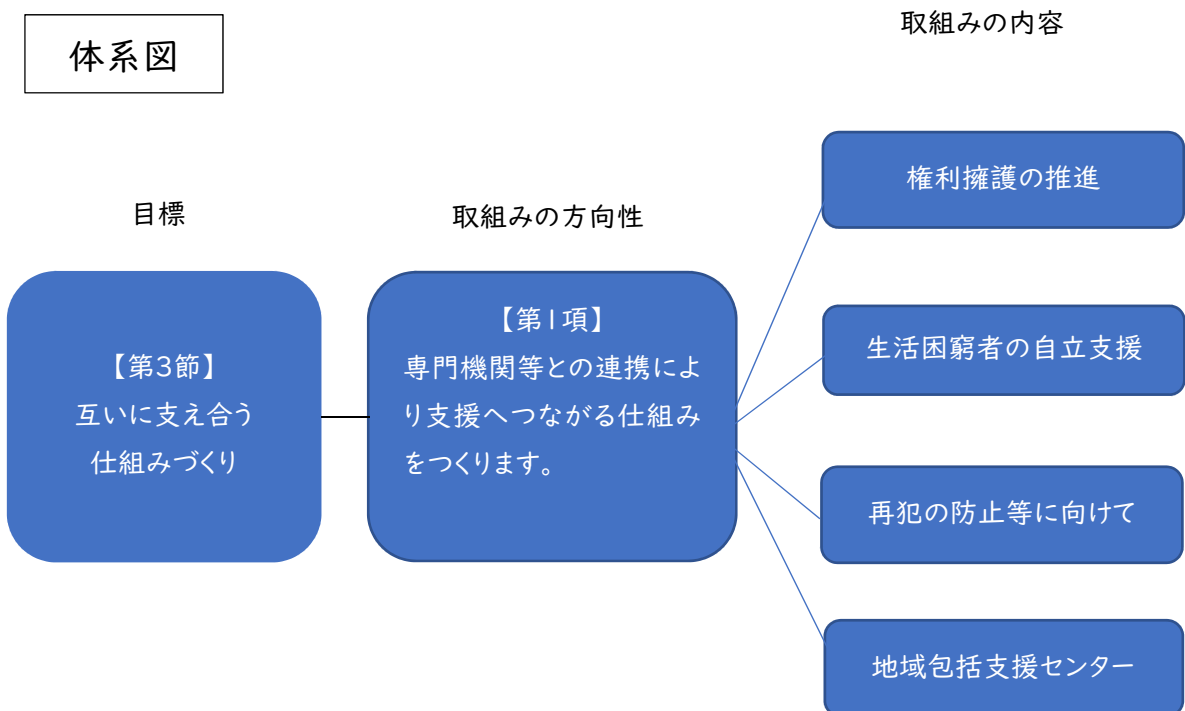 体系図
取組みの内容
目標
取組みの方向性
【第3節】
互いに支え合う
仕組みづくり
【第1項】
専門機関等との連携によ
り支援へつながる仕組み
をつくります。
権利擁護の推進
生活困窮者の自立支援
再犯の防止等に向けて
地域包括支援センター